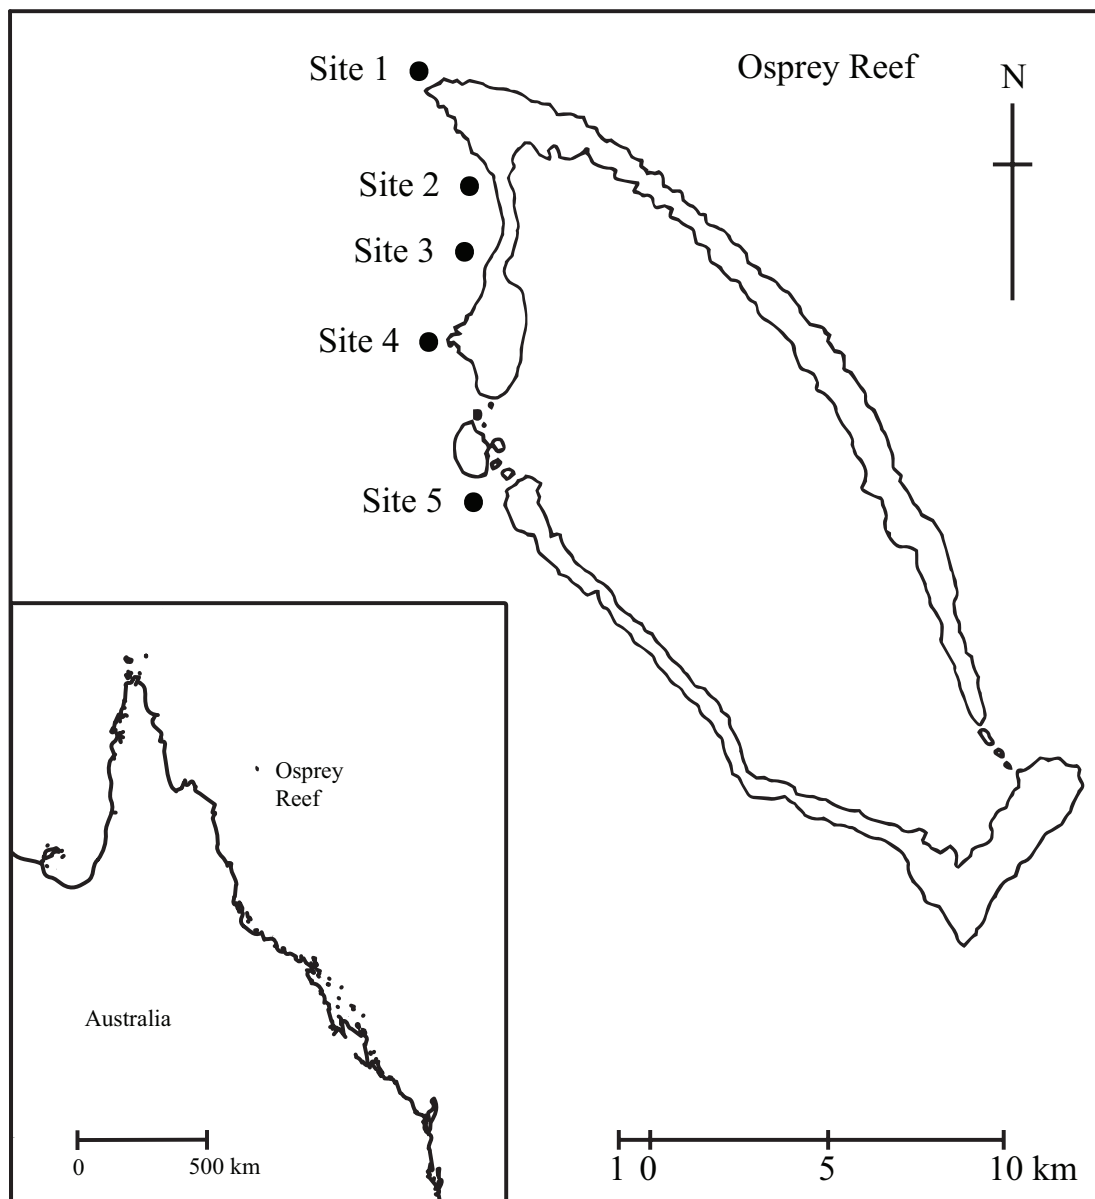 Site 1
Osprey Reef
N
Site 2
Site 3
Site 4
Site 5
Osprey
Reef
Australia
0 500 km
1 0 5 10 km